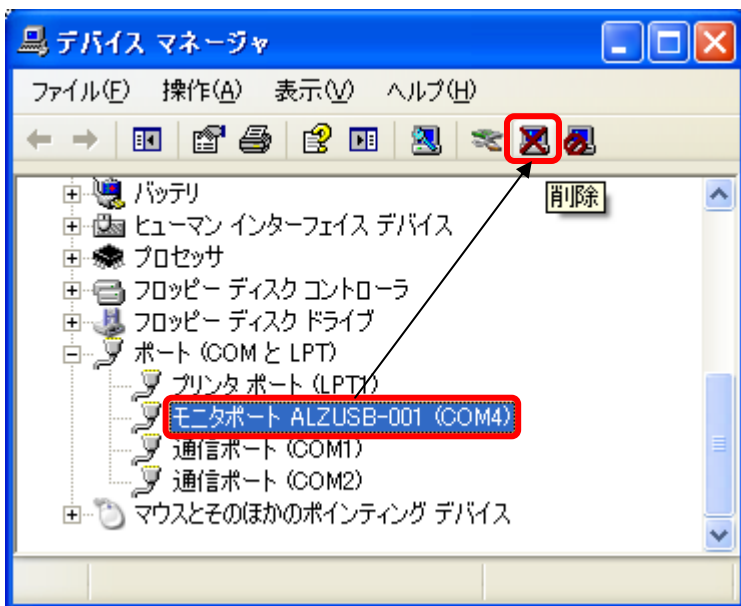 デバイス マネージャ
ファイル(F) 操作(A) 表示(V) ヘルプ(H)
削除
バッテリ
ヒューマン インターフェイス デバイス
プロセッサ
フロッピー ディスク コントローラ
フロッピー ディスク ドライブ
ポート (COM と LPT)
プリンタ ポート (LPT1)
モニタポート ALZUSB-001 (COM4)
通信ポート (COM1)
通信ポート (COM2)
マウスとそのほかのポインティング デバイス